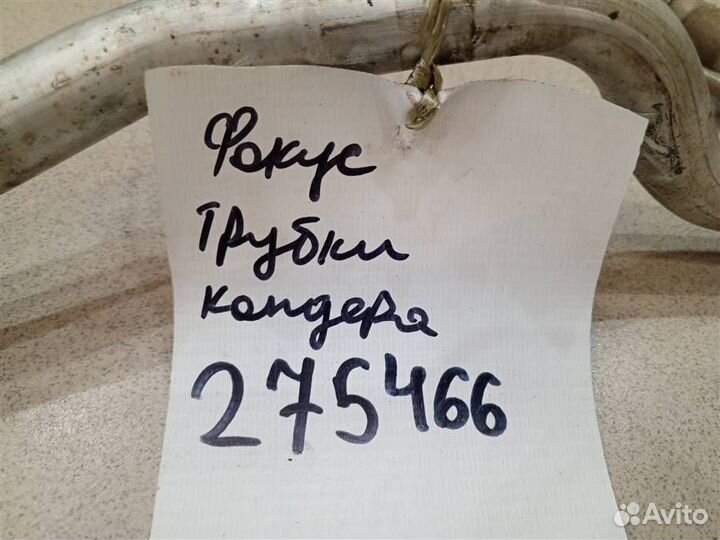 Фокус
Трубки
кондера
275466
Avito